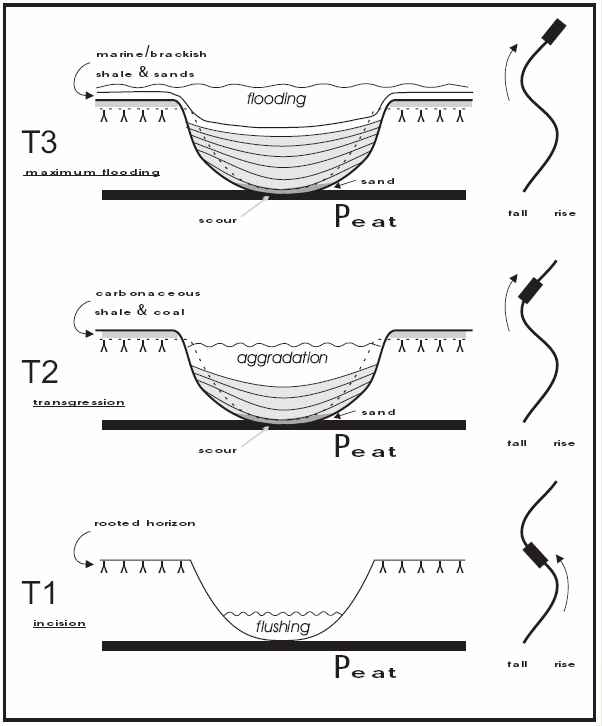 marine/brackish
shale & sands
flooding
T3
maximum flooding
sand
scour
Peat
fall rise
carbonaceous
shale & coal
aggradation
T2
transgression
sand
scour
Peat
fall rise
rooted horizon
T1
incision
flushing
Peat
fall rise